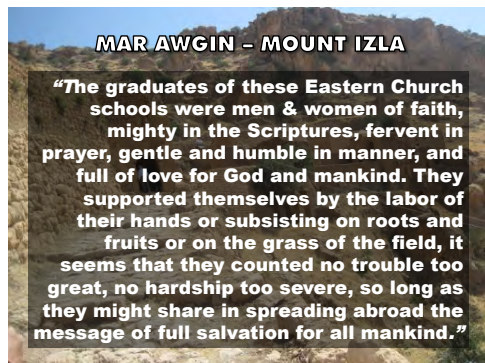 MAR AWGIN – MOUNT IZLA
“The graduates of these Eastern Church
schools were men & women of faith,
mighty in the Scriptures, fervent in
prayer, gentle and humble in manner, and
full of love for God and mankind. They
supported themselves by the labor of
their hands or subsisting on roots and
fruits or on the grass of the field, it
seems that they counted no trouble too
great, no hardship too severe, so long as
they might share in spreading abroad the
message of full salvation for all mankind.”